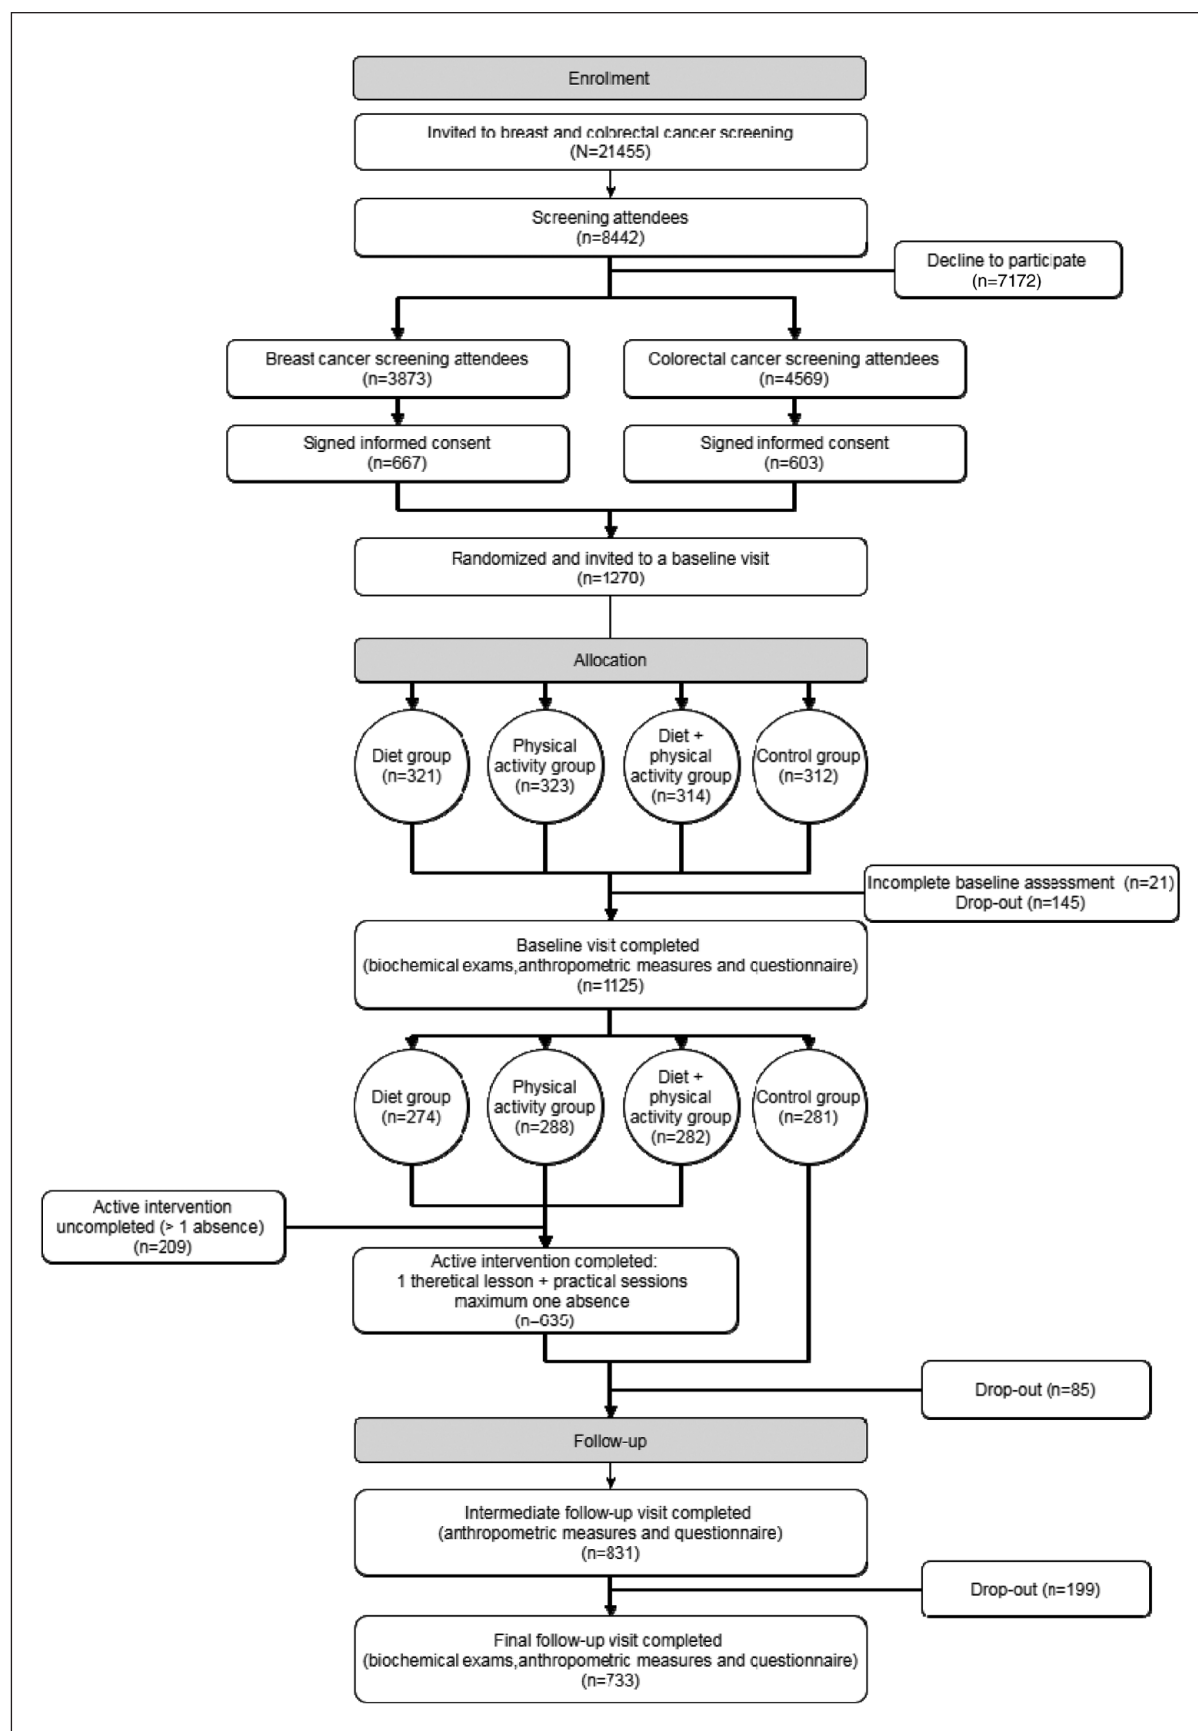 Enrollment
Invited to breast and colorectal cancer screening
(N=21455)
Screening attendees
(n=8442)
Decline to participate
(n=7172)
Breast cancer screening attendees
(n=3873)
Colorectal cancer screening attendees
(n=4569)
Signed informed consent
(n=667)
Signed informed consent
(n=603)
Randomized and invited to a baseline visit
(n=1270)
Allocation
Diet group
(n=321)
Physical
activity group
(n=323)
Diet +
physical
activity group
(n=314)
Control group
(n=312)
Incomplete baseline assessment (n=21)
Drop-out (n=145)
Baseline visit completed
(biochemical exams,anthropometric measures and questionnaire)
(n=1125)
Diet group
(n=274)
Physical
activity group
(n=288)
Diet +
physical
activity group
(n=282)
Control group
(n=281)
Active intervention
uncompleted (> 1 absence)
(n=209)
Active intervention completed:
1 theretical lesson + practical sessions
maximum one absence
(n=635)
Drop-out (n=85)
Follow-up
Intermediate follow-up visit completed
(anthropometric measures and questionnaire)
(n=831)
Drop-out (n=199)
Final follow-up visit completed
(biochemical exams,anthropometric measures and questionnaire)
(n=733)